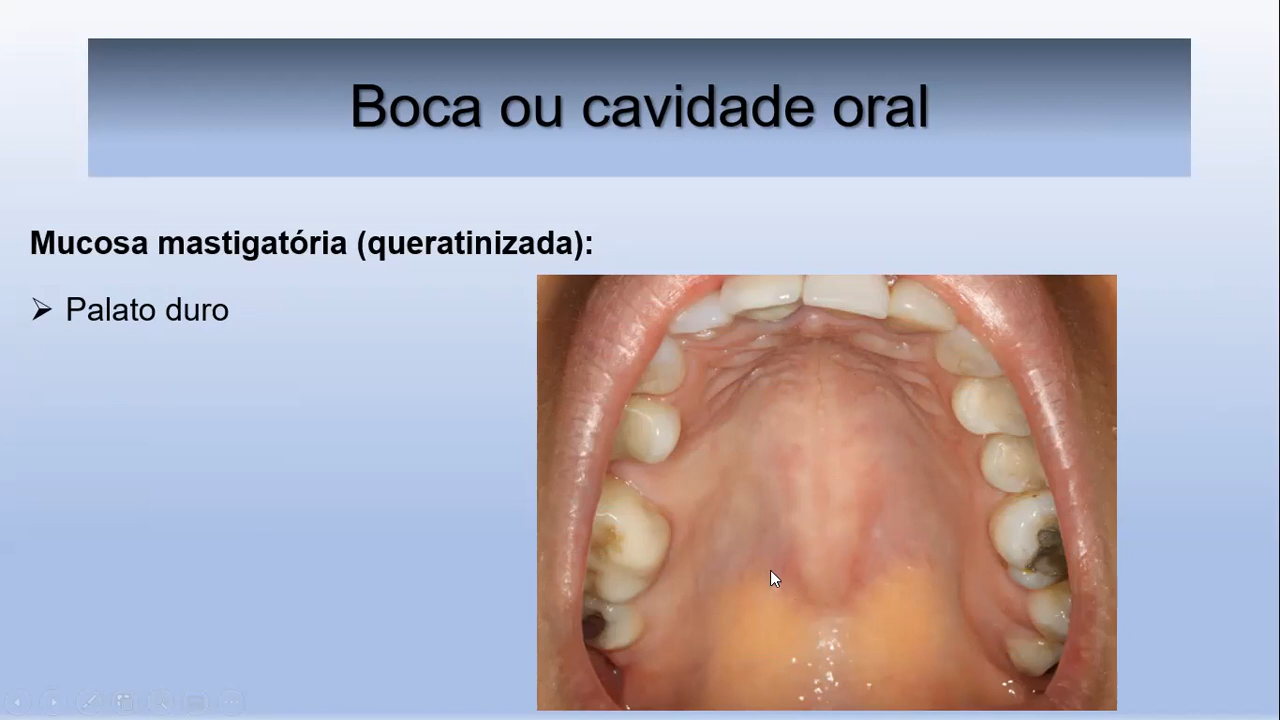 Boca ou cavidade oral
Mucosa mastigatória (queratinizada):
Palato duro